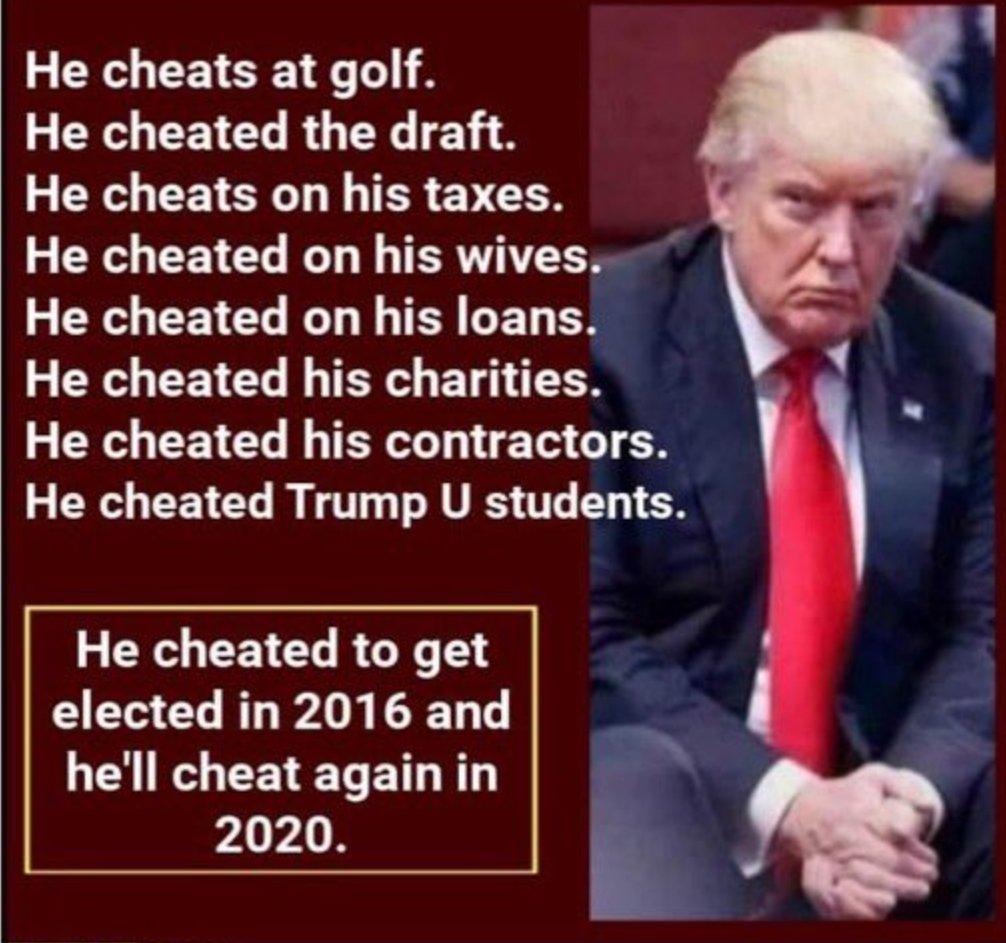 He cheats at golf.
He cheated the draft.
He cheats on his taxes.
He cheated on his wives.
He cheated on his loans.
He cheated his charities.
He cheated his contractors.
He cheated Trump U students.
He cheated to get
elected in 2016 and
he'll cheat again in
2020.